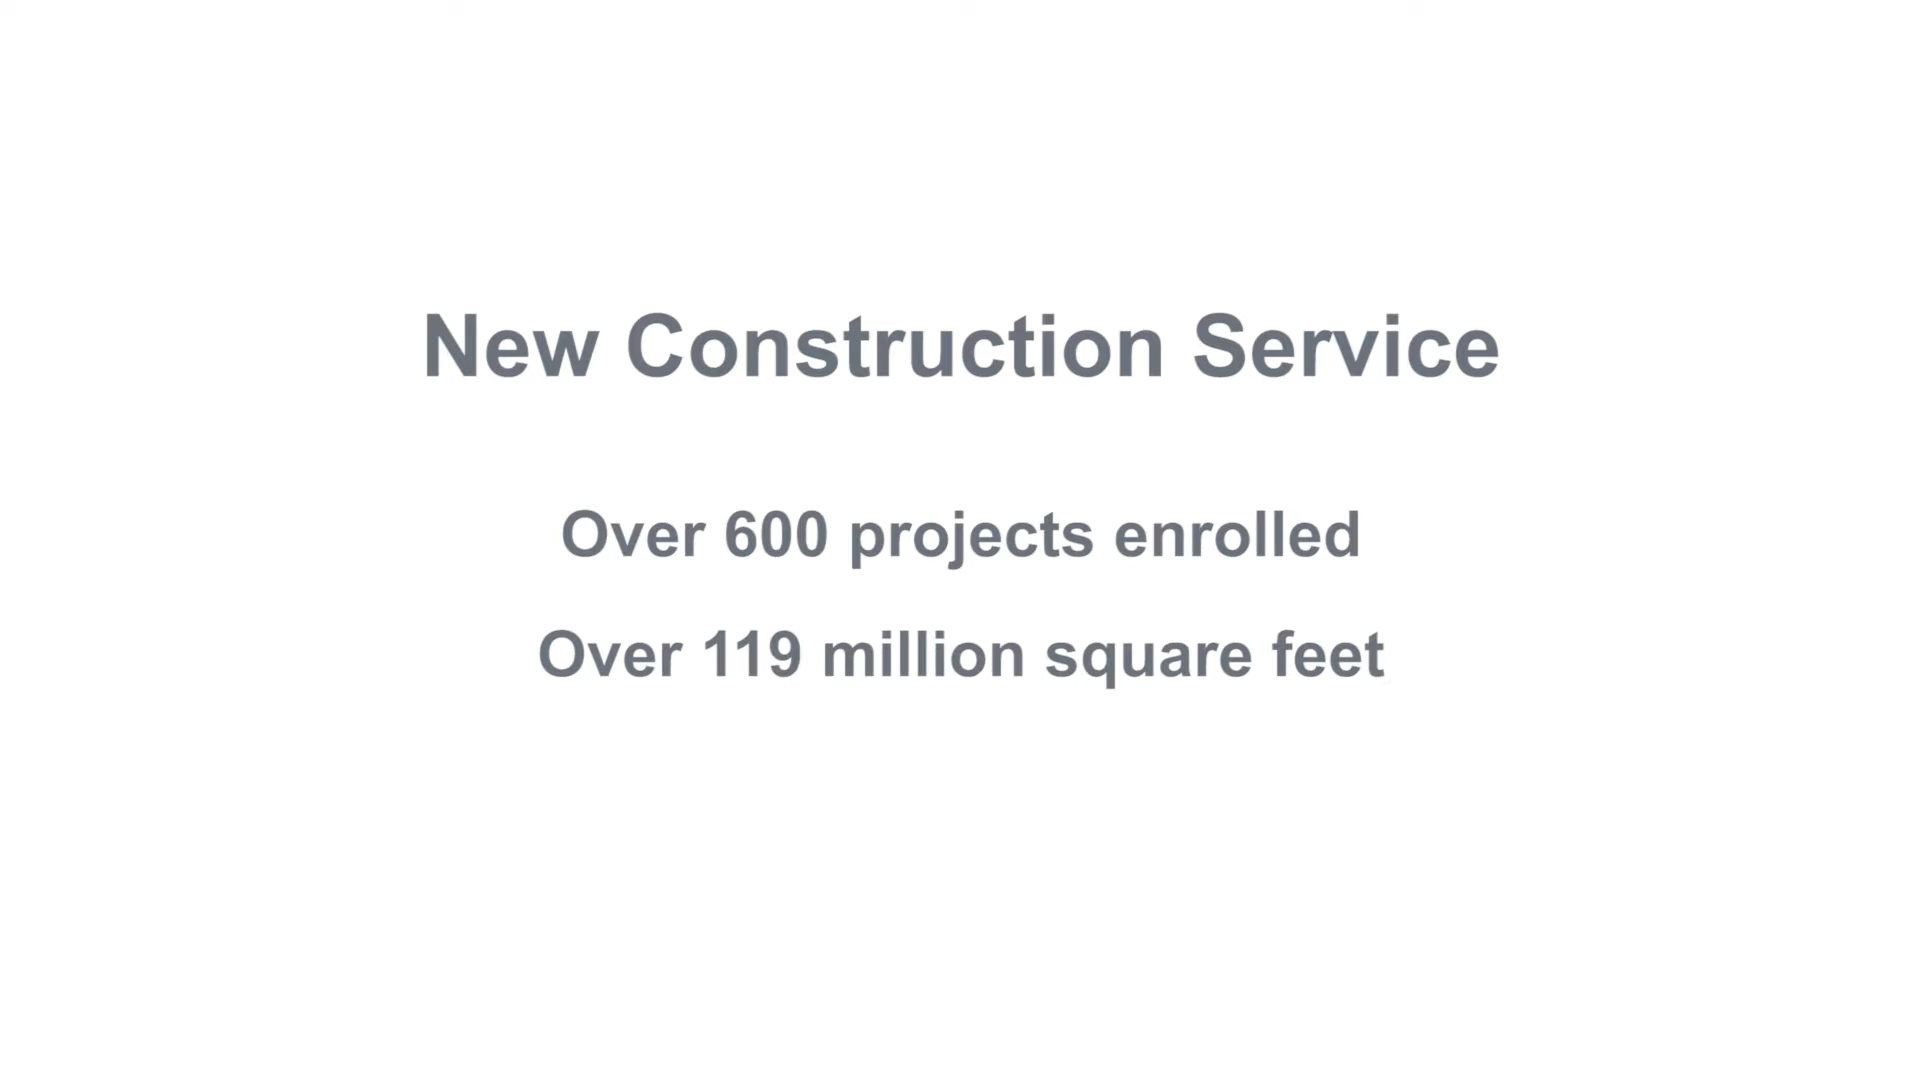 New Construction Service
Over 600 projects enrolled
Over 119 million square feet